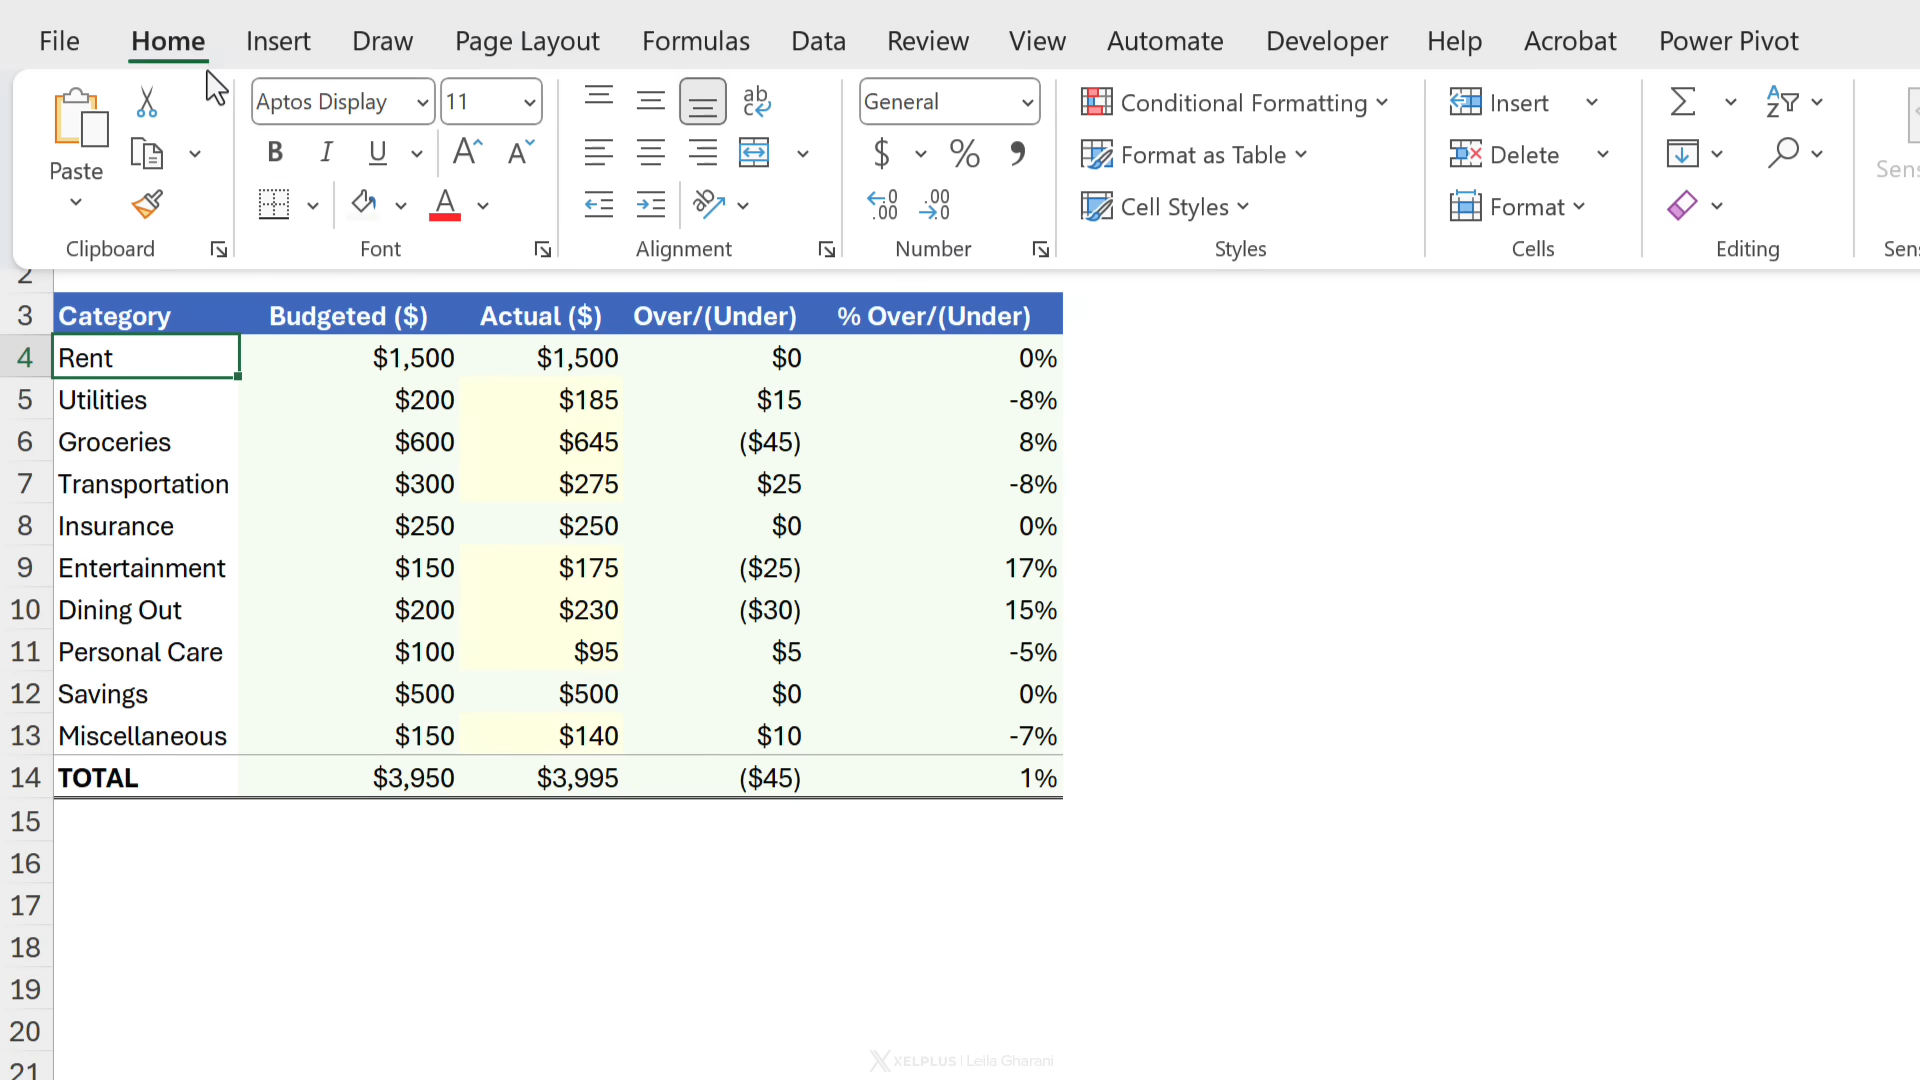 File Home Insert Draw Page Layout Formulas Data Review View Automate Developer Help Acrobat Power Pivot
Aptos Display 11 ab c General Conditional Formatting Insert
Paste B I U A A $ % , Format as Table Delete
A ab Cell Styles Format
Clipboard Font Alignment Number Styles Cells Editing
2
3 Category Budgeted ($) Actual ($) Over/(Under) % Over/(Under)
4 Rent $1,500 $1,500 $0 0%
5 Utilities $200 $185 $15 -8%
6 Groceries $600 $645 ($45) 8%
7 Transportation $300 $275 $25 -8%
8 Insurance $250 $250 $0 0%
9 Entertainment $150 $175 ($25) 17%
10 Dining Out $200 $230 ($30) 15%
11 Personal Care $100 $95 $5 -5%
12 Savings $500 $500 $0 0%
13 Miscellaneous $150 $140 $10 -7%
14 TOTAL $3,950 $3,995 ($45) 1%
15
16
17
18
19
20
21
XELPLUS | Leila Gharani